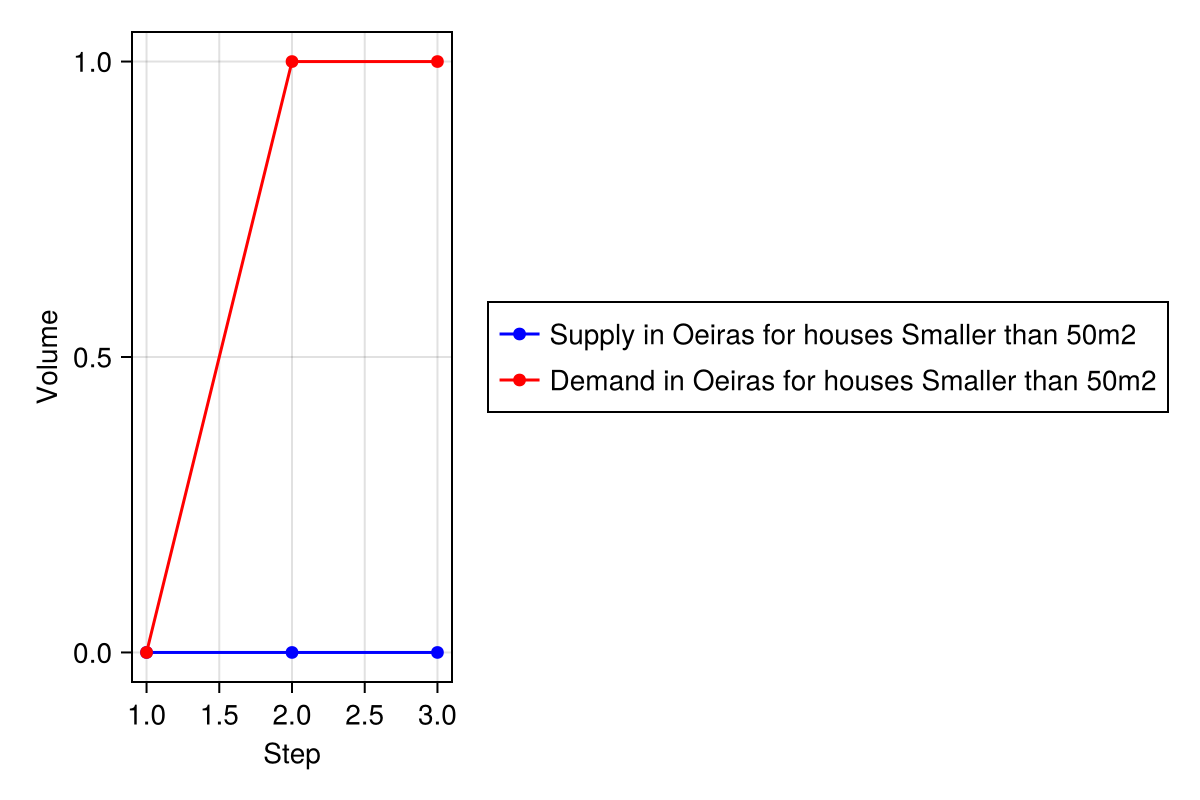 1.0
0.5
0.0
Volume
1.0 1.5 2.0 2.5 3.0
Step
Supply in Oeiras for houses Smaller than 50m2
Demand in Oeiras for houses Smaller than 50m2